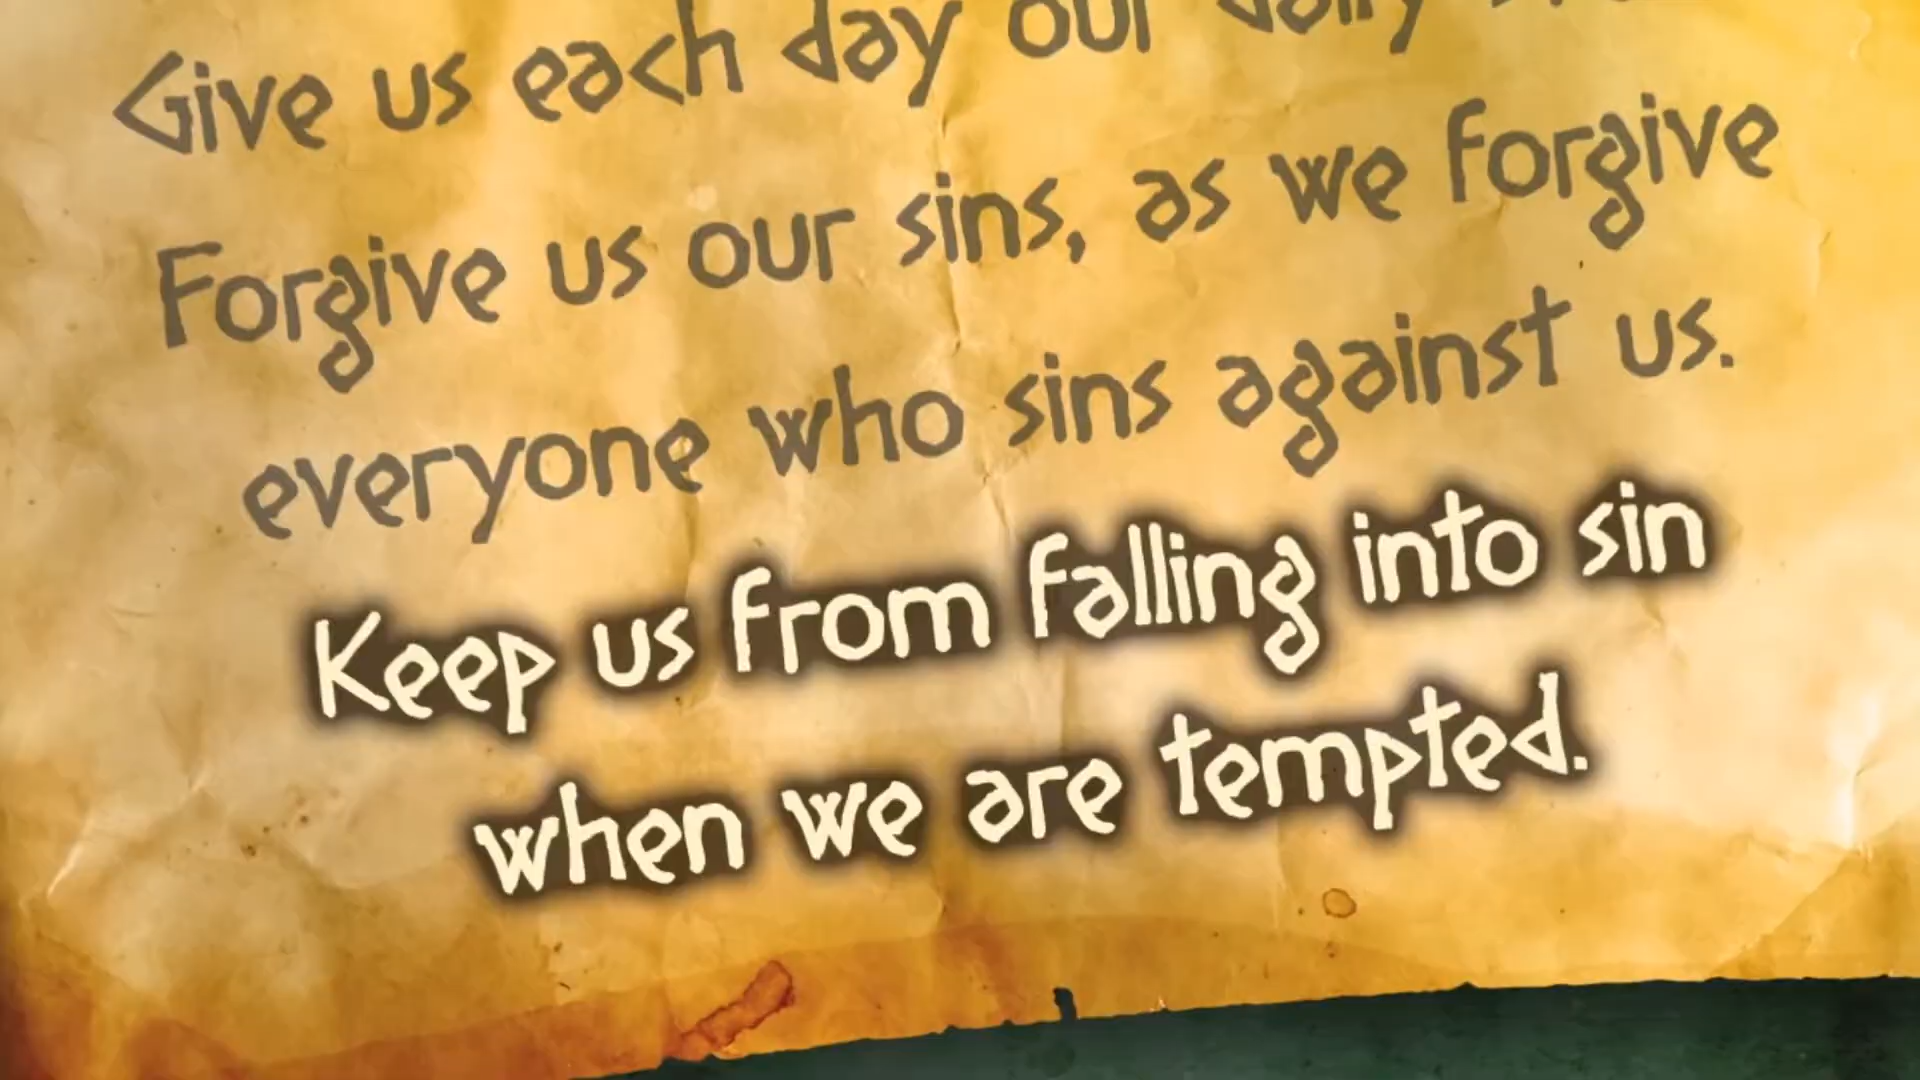 Give us each day our daily
Forgive us our sins, as we forgive
everyone who sins against us.
Keep us from falling into sin
when we are tempted.